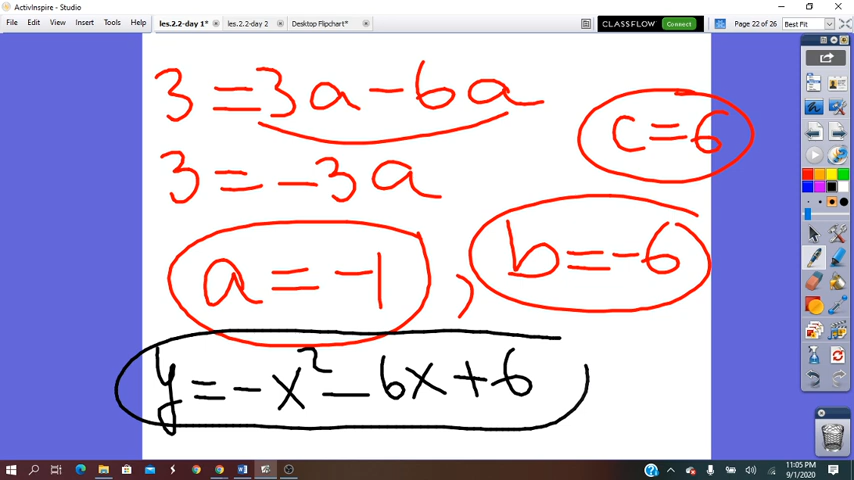 ActivInspire - Studio
File Edit View Insert Tools Help
les.2.2-day 1* les.2.2-day 2 Desktop Flipchart*
CLASSFLOW Connect Page 22 of 26 Best Fit
3 = 3a - 6a
c = 6
3 = -3a
a = -1 , b = -6
y = -x² - 6x + 6
11:05 PM
9/1/2020